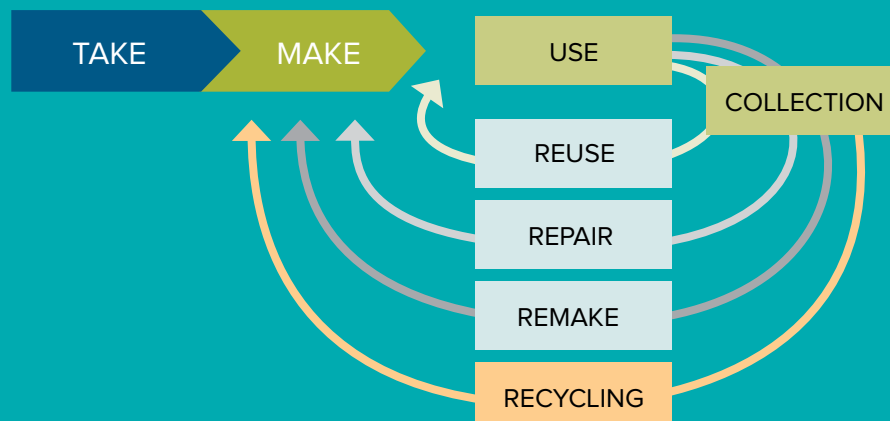 TAKE
MAKE
USE
COLLECTION
REUSE
REPAIR
REMAKE
RECYCLING